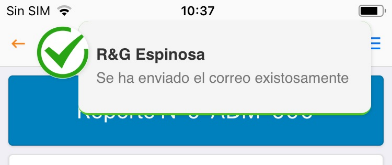 Sin SIM 10:37
R&G Espinosa
Se ha enviado el correo existosamente